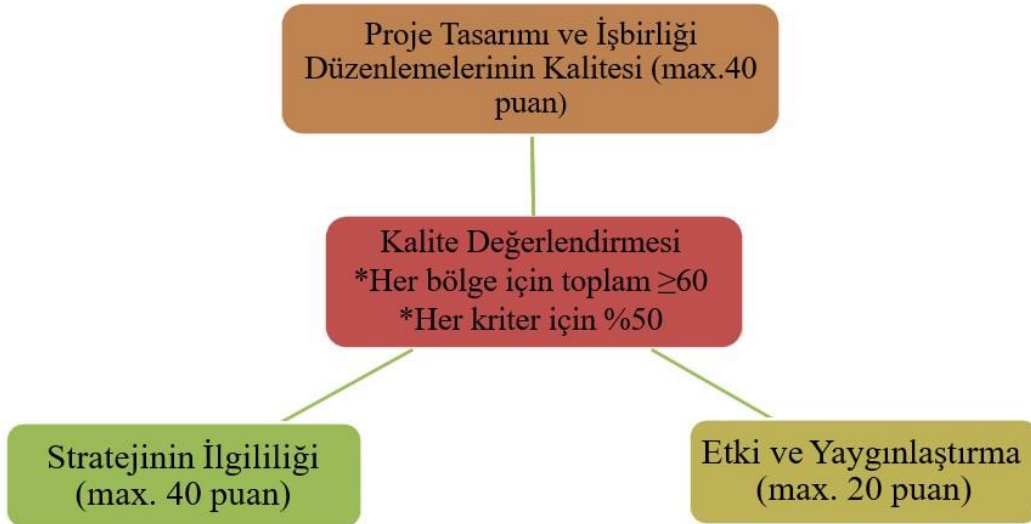 Proje Tasarımı ve İşbirliği
Düzenlemelerinin Kalitesi (max.40
puan)
Kalite Değerlendirmesi
*Her bölge için toplam ≥60
*Her kriter için %50
Stratejinin İlgililiği
(max. 40 puan)
Etki ve Yaygınlaştırma
(max. 20 puan)